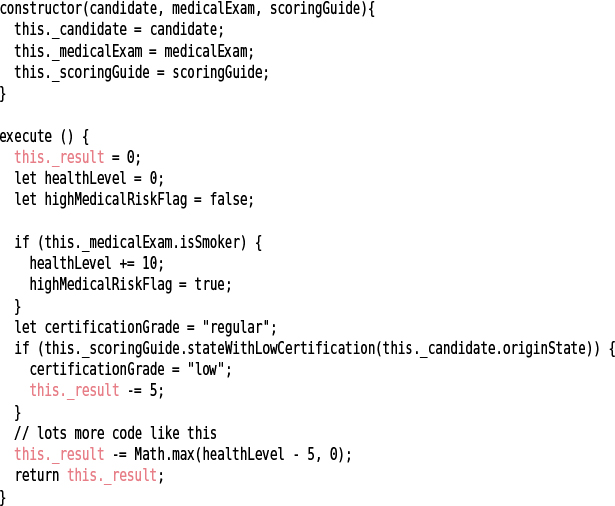 constructor(candidate, medicalExam, scoringGuide){
  this._candidate = candidate;
  this._medicalExam = medicalExam;
  this._scoringGuide = scoringGuide;
}

execute () {
  this._result = 0;
  let healthLevel = 0;
  let highMedicalRiskFlag = false;

  if (this._medicalExam.isSmoker) {
    healthLevel += 10;
    highMedicalRiskFlag = true;
  }
  let certificationGrade = "regular";
  if (this._scoringGuide.stateWithLowCertification(this._candidate.originState)) {
    certificationGrade = "low";
    this._result -= 5;
  }
  // lots more code like this
  this._result -= Math.max(healthLevel - 5, 0);
  return this._result;
}